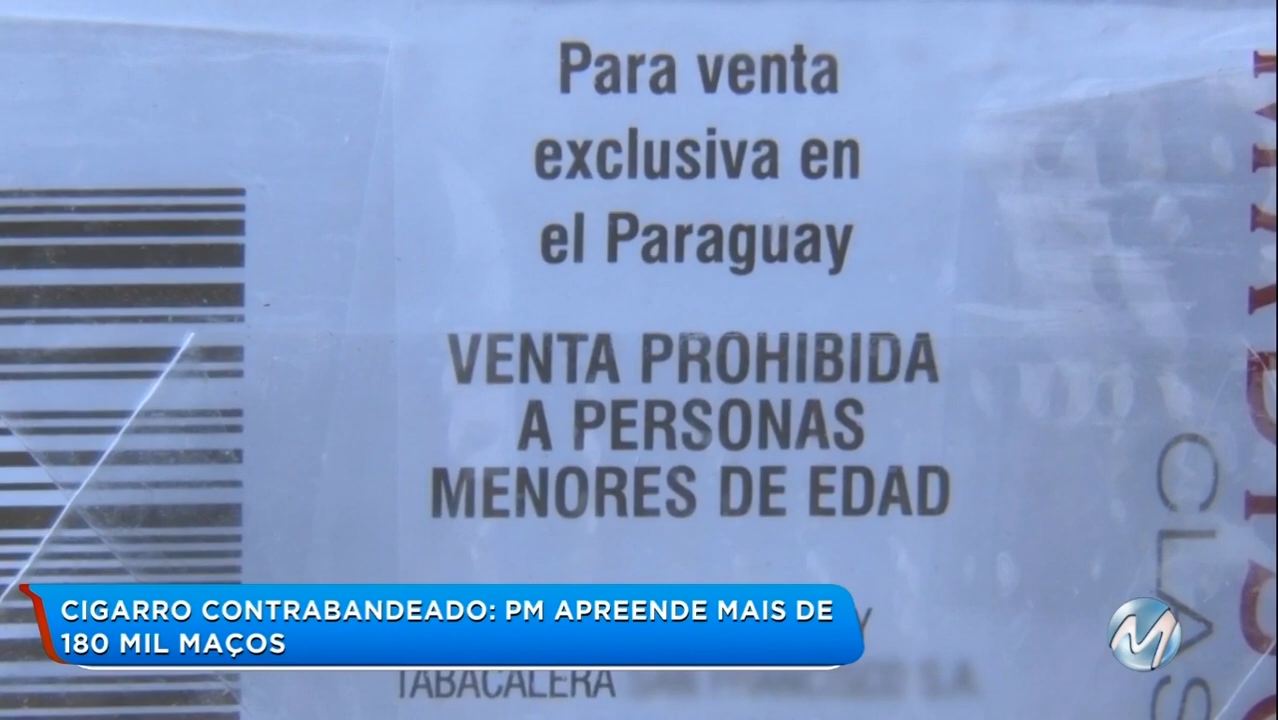 Para venta
exclusiva en
el Paraguay
VENTA PROHIBIDA
A PERSONAS
MENORES DE EDAD
CIGARRO CONTRABANDEADO: PM APREENDE MAIS DE
180 MIL MAÇOS
TABACALERA